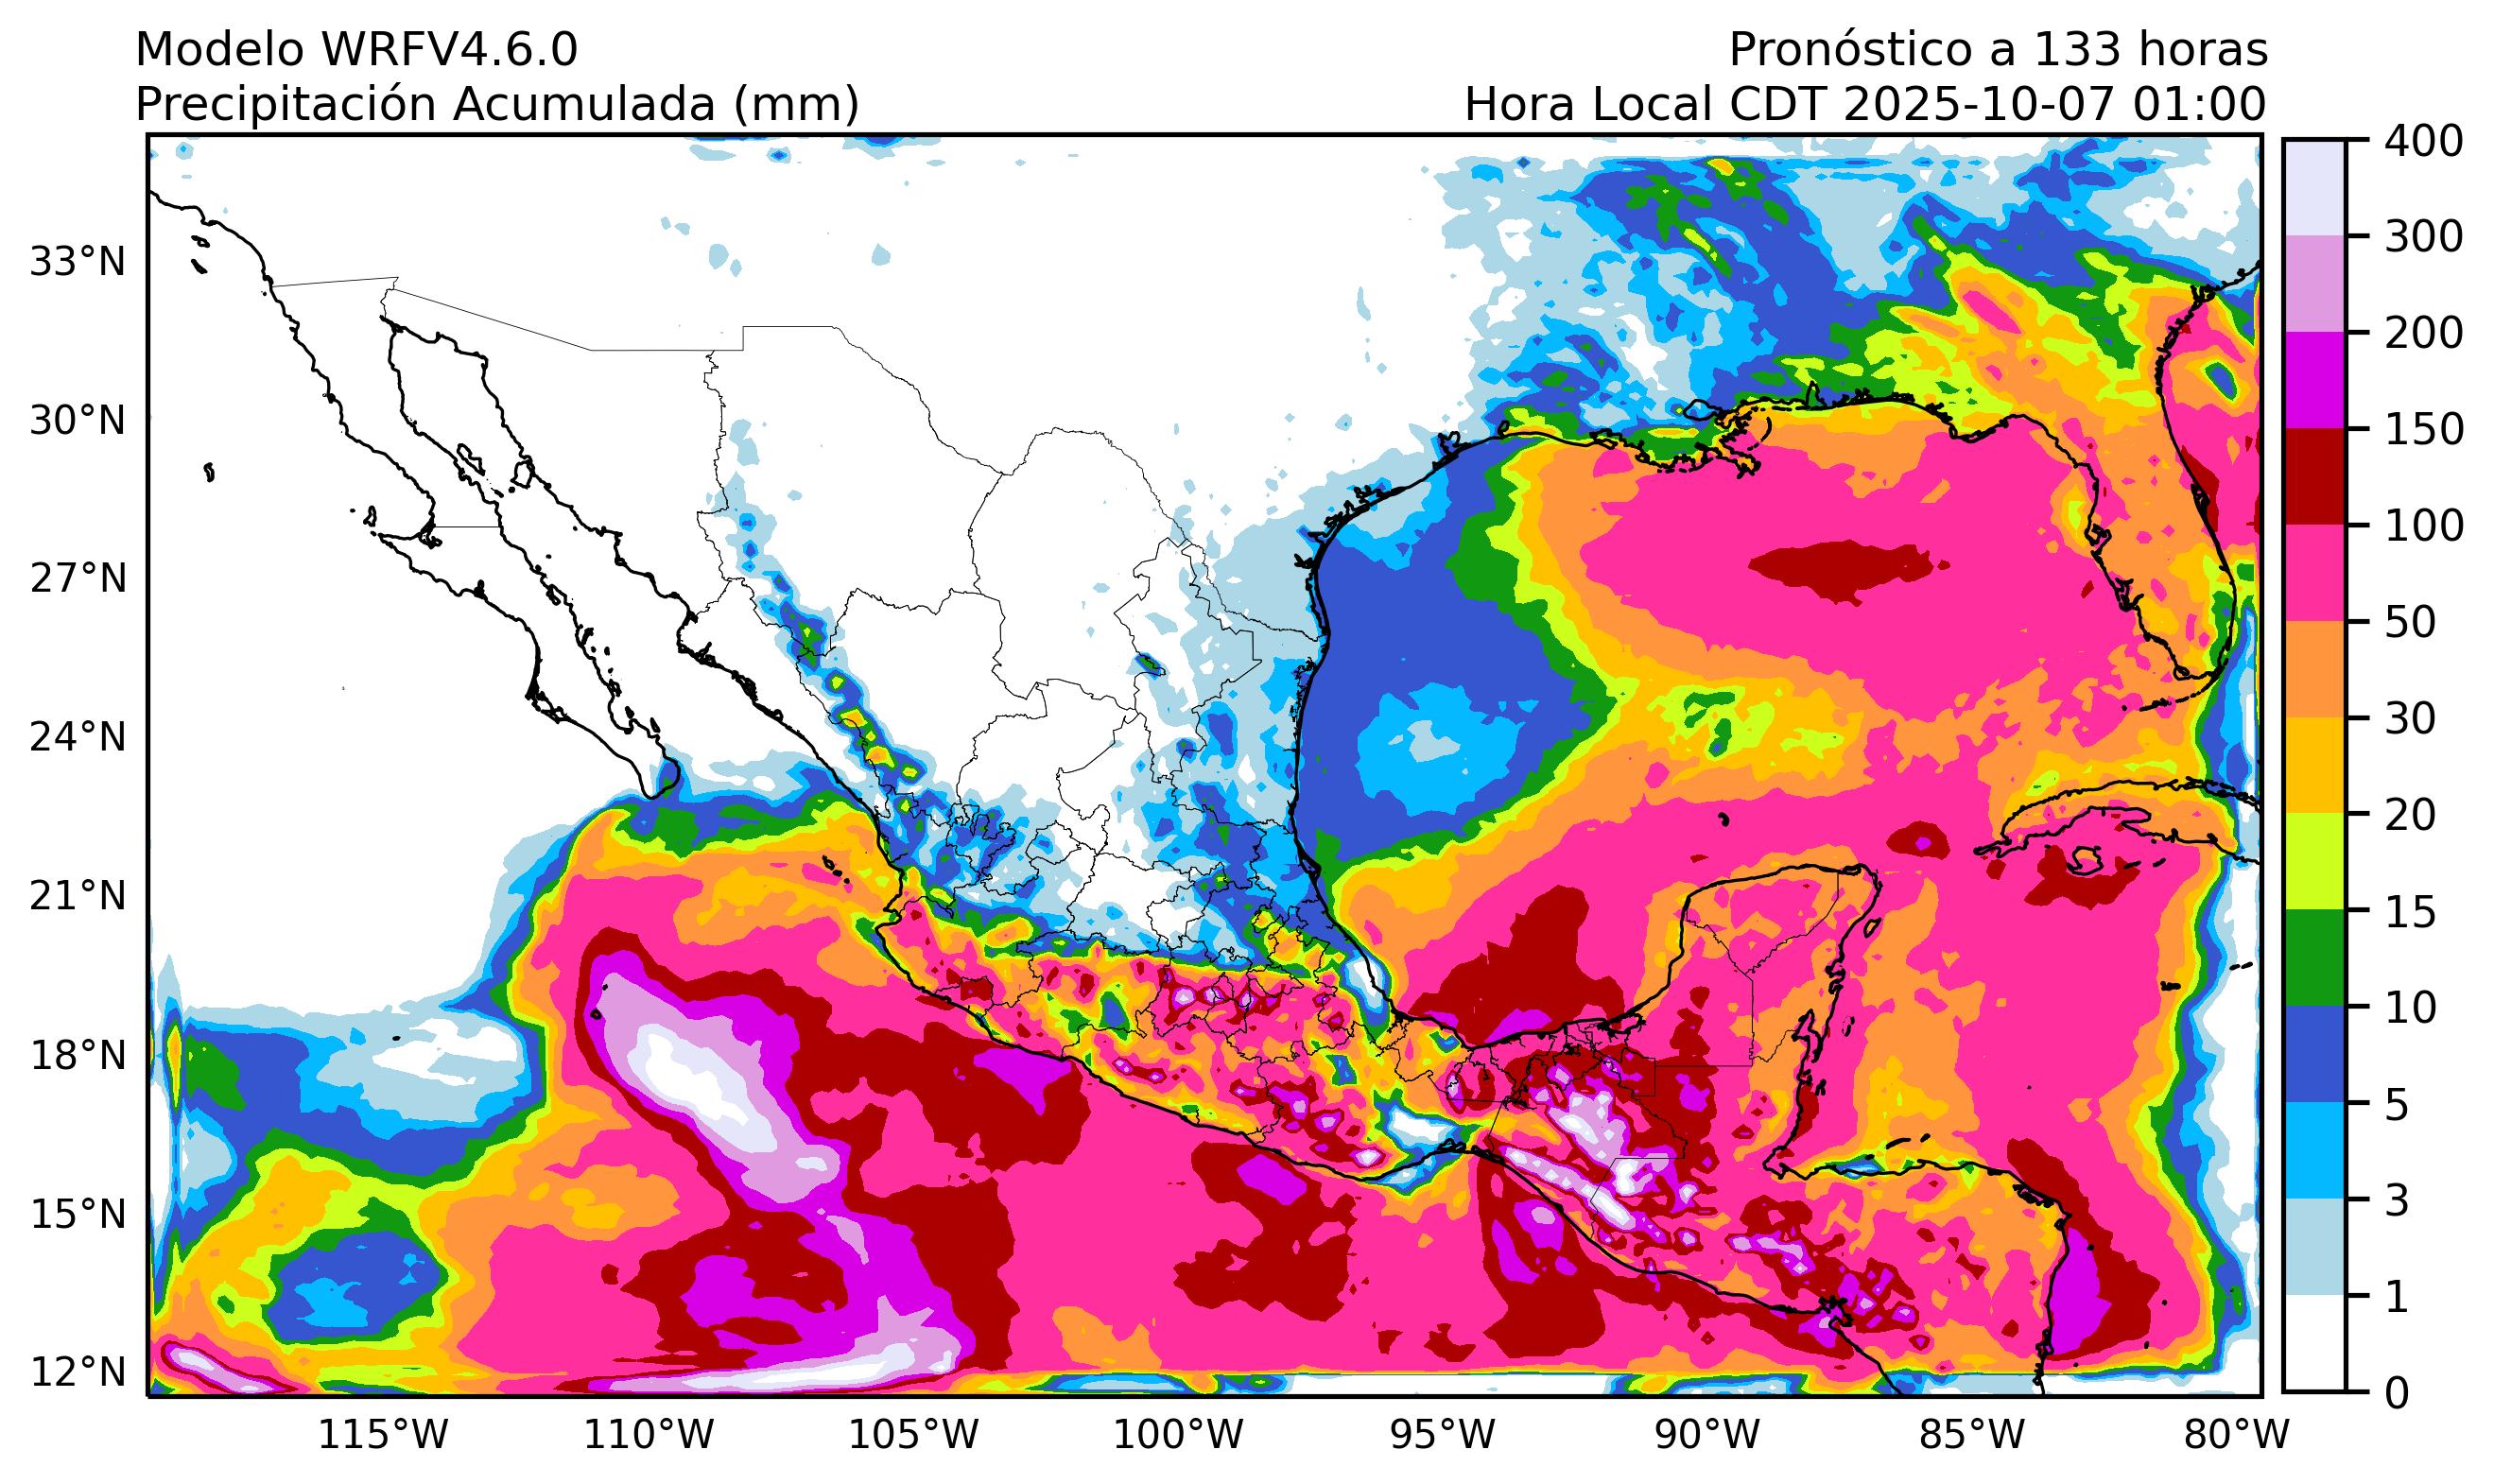 Modelo WRFV4.6.0
Pronóstico a 133 horas
Precipitación Acumulada (mm)
Hora Local CDT 2025-10-07 01:00
33°N
30°N
27°N
24°N
21°N
18°N
15°N
12°N
115°W
110°W
105°W
100°W
95°W
90°W
85°W
80°W
400
300
200
150
100
50
30
20
15
10
5
3
1
0